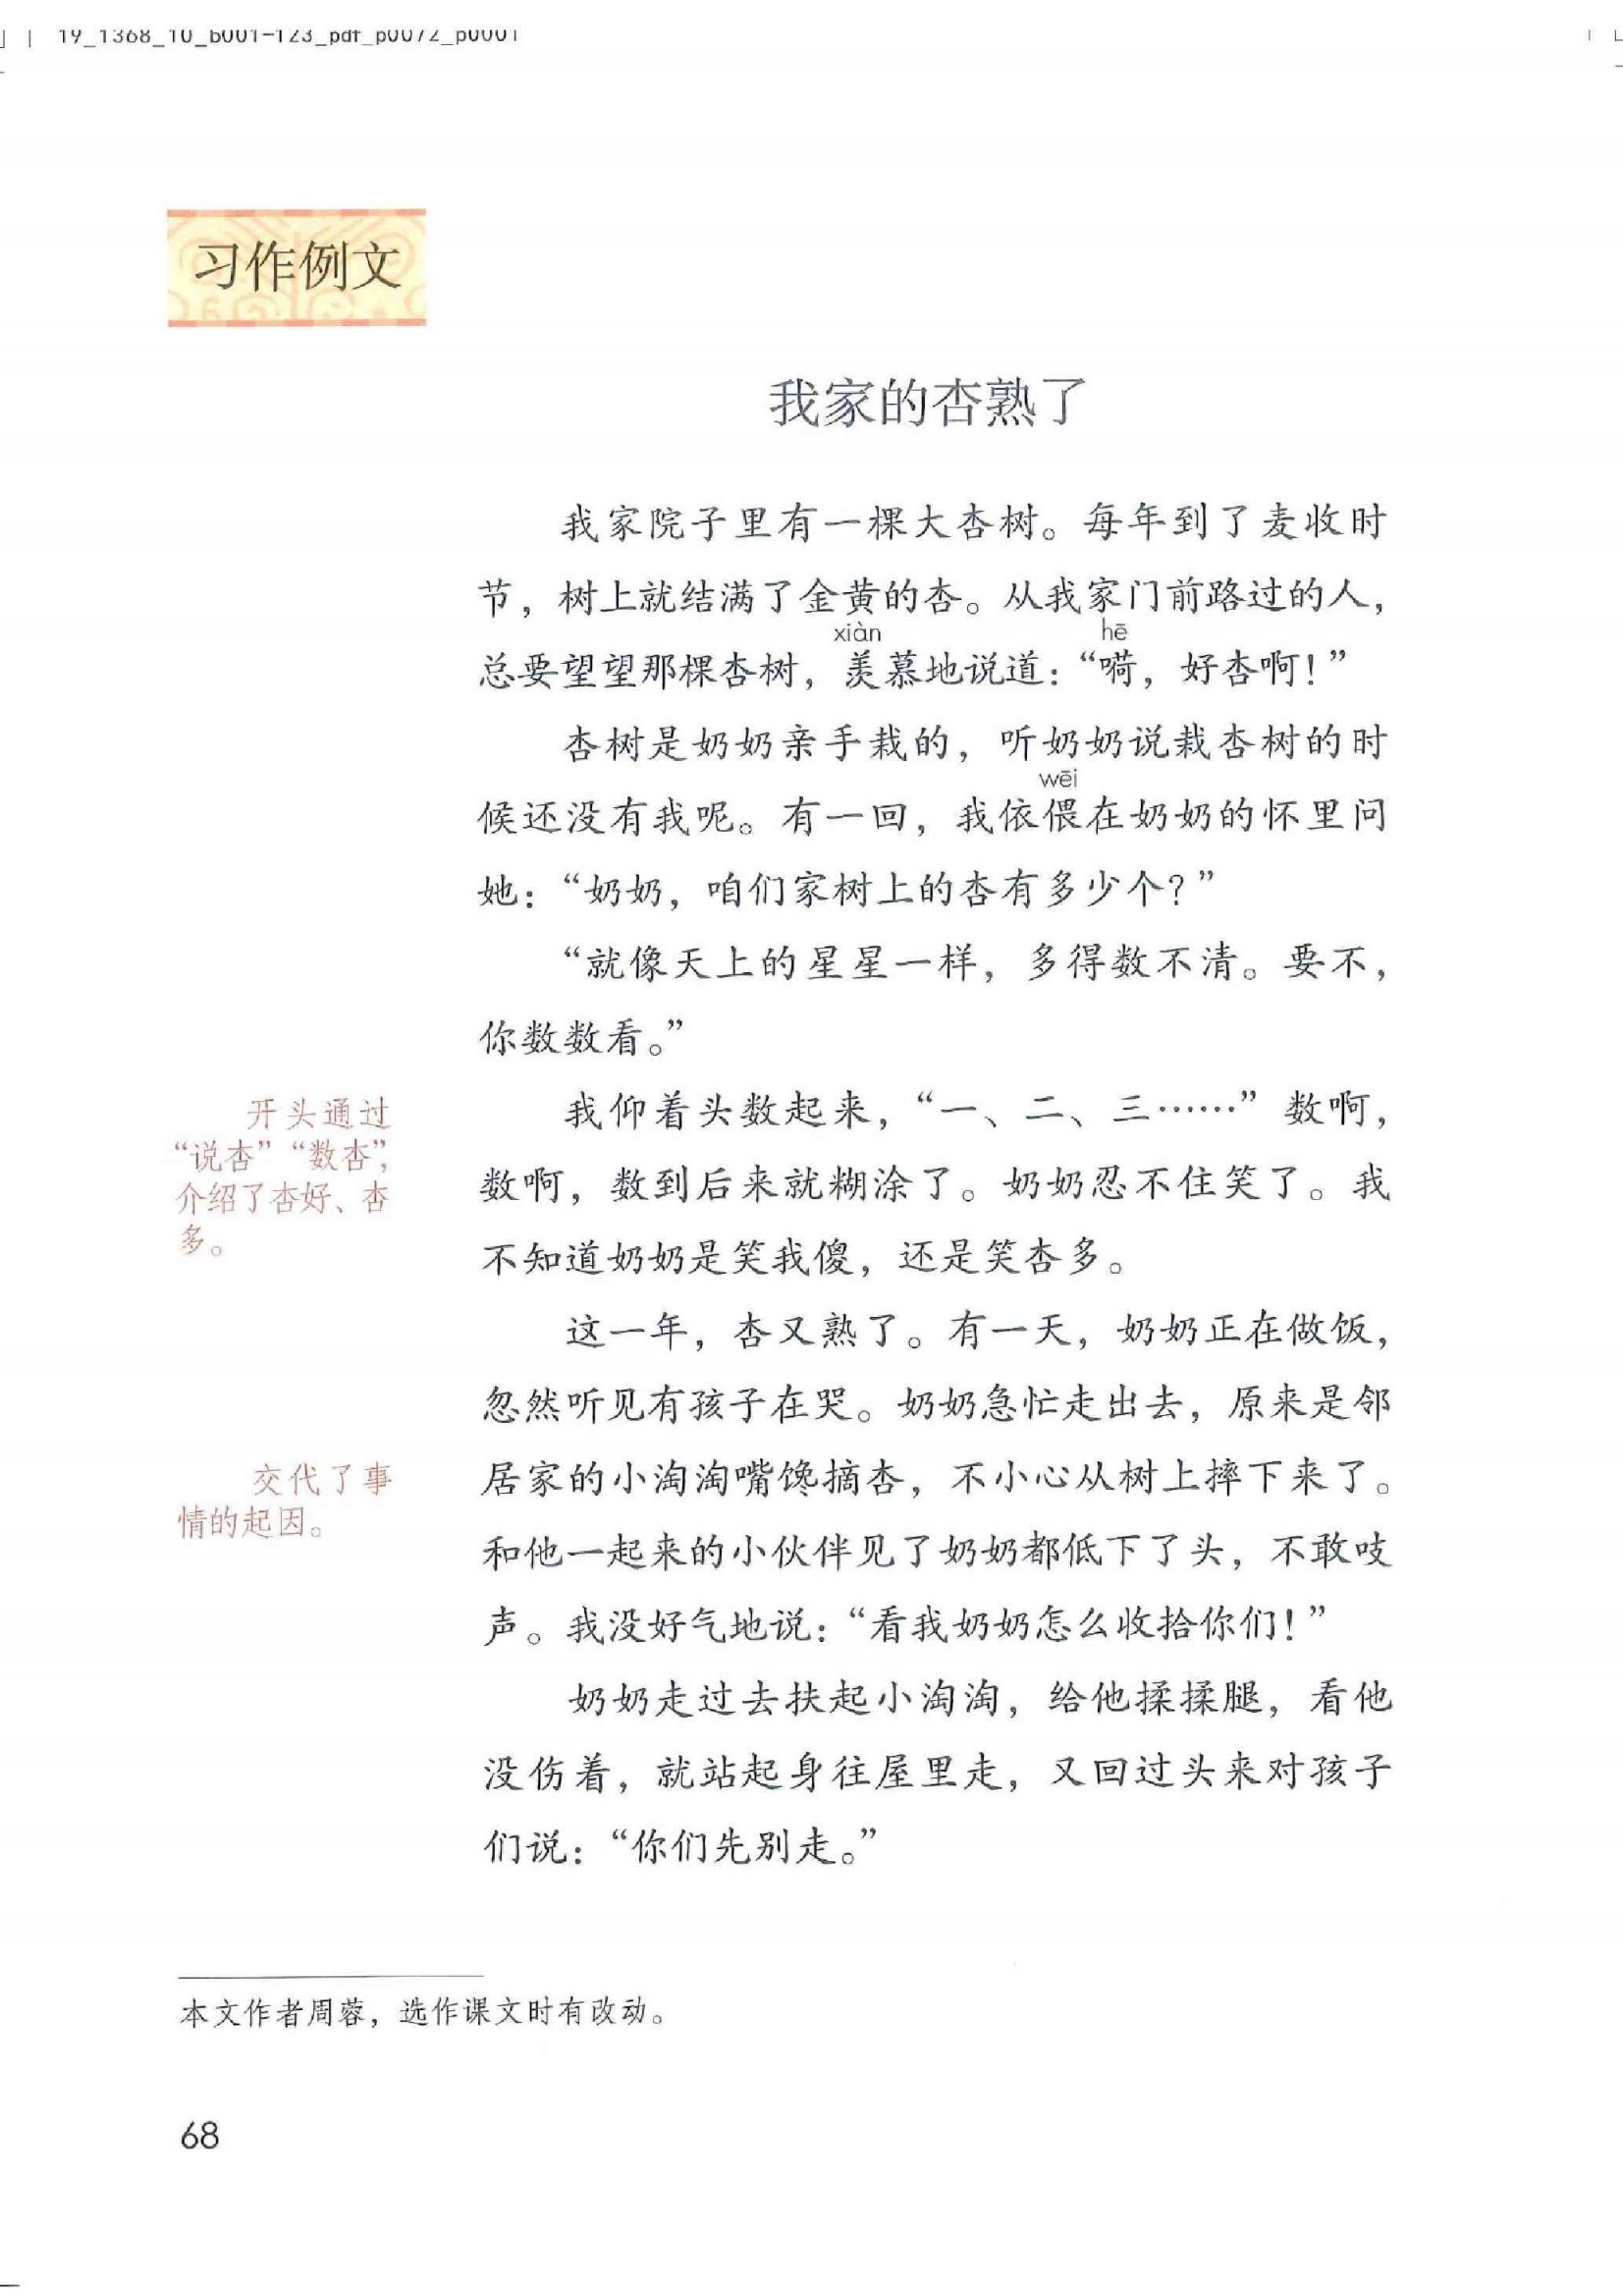 19_1368_10_b001-123_pdf_p0072_p0001
习作例文
我家的杏熟了
我家院子里有一棵大杏树。每年到了麦收时
节，树上就结满了金黄的杏。从我家门前路过的人，
xiàn hē
总要望望那棵杏树，羡慕地说道：“嗬，好杏啊！”
杏树是奶奶亲手栽的，听奶奶说栽杏树的时
wēi
候还没有我呢。有一回，我依偎在奶奶的怀里问
她：“奶奶，咱们家树上的杏有多少个？”
“就像天上的星星一样，多得数不清。要不，
你数数看。”
开头通过
“说杏”“数杏”，
介绍了杏好、杏
多。
我仰着头数起来，“一、二、三……”数啊，
数啊，数到后来就糊涂了。奶奶忍不住笑了。我
不知道奶奶是笑我傻，还是笑杏多。
这一年，杏又熟了。有一天，奶奶正在做饭，
忽然听见有孩子在哭。奶奶急忙走出去，原来是邻
交代了事
情的起因。
居家的小淘淘嘴馋摘杏，不小心从树上摔下来了。
和他一起来的小伙伴见了奶奶都低下了头，不敢吱
声。我没好气地说：“看我奶奶怎么收拾你们！”
奶奶走过去扶起小淘淘，给他揉揉腿，看他
没伤着，就站起身往屋里走，又回过头来对孩子
们说：“你们先别走。”
本文作者周蓉，选作课文时有改动。
68